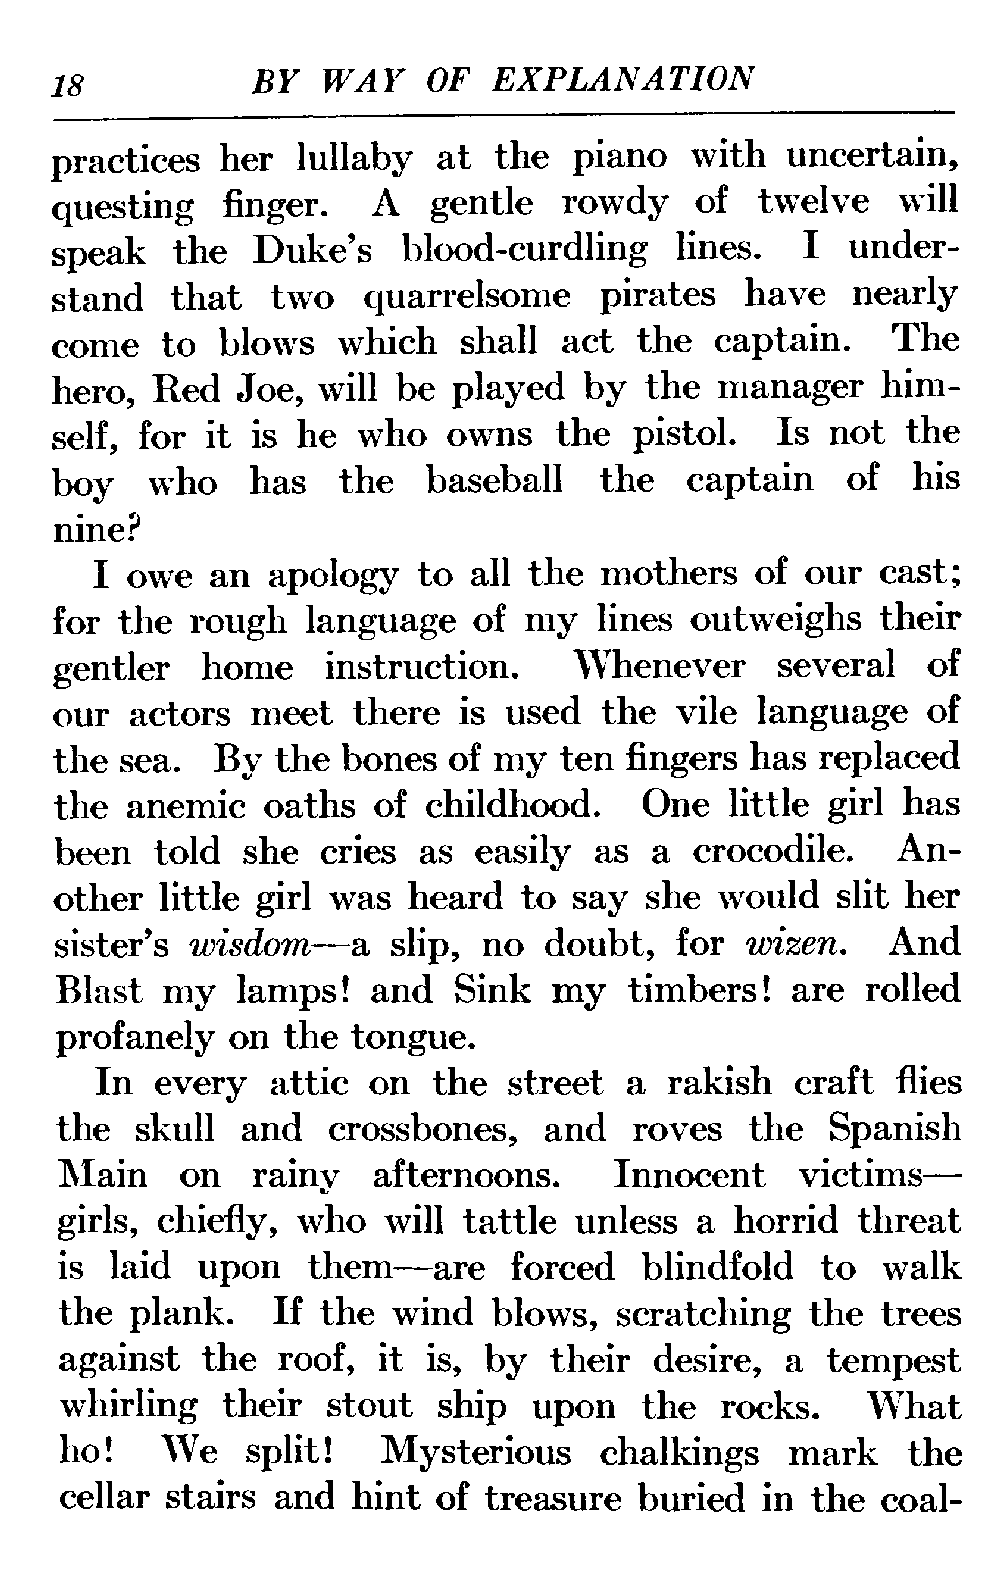 18 BY WAY OF EXPLANATION
practices her lullaby at the piano with uncertain,
questing finger. A gentle rowdy of twelve will
speak the Duke's blood-curdling lines. I under-
stand that two quarrelsome pirates have nearly
come to blows which shall act the captain. The
hero, Red Joe, will be played by the manager him-
self, for it is he who owns the pistol. Is not the
boy who has the baseball the captain of his
nine?
I owe an apology to all the mothers of our cast;
for the rough language of my lines outweighs their
gentler home instruction. Whenever several of
our actors meet there is used the vile language of
the sea. By the bones of my ten fingers has replaced
the anemic oaths of childhood. One little girl has
been told she cries as easily as a crocodile. An-
other little girl was heard to say she would slit her
sister's wisdom—a slip, no doubt, for wizen. And
Blast my lamps! and Sink my timbers! are rolled
profanely on the tongue.
In every attic on the street a rakish craft flies
the skull and crossbones, and roves the Spanish
Main on rainy afternoons. Innocent victims—
girls, chiefly, who will tattle unless a horrid threat
is laid upon them—are forced blindfold to walk
the plank. If the wind blows, scratching the trees
against the roof, it is, by their desire, a tempest
whirling their stout ship upon the rocks. What
ho! We split! Mysterious chalkings mark the
cellar stairs and hint of treasure buried in the coal-